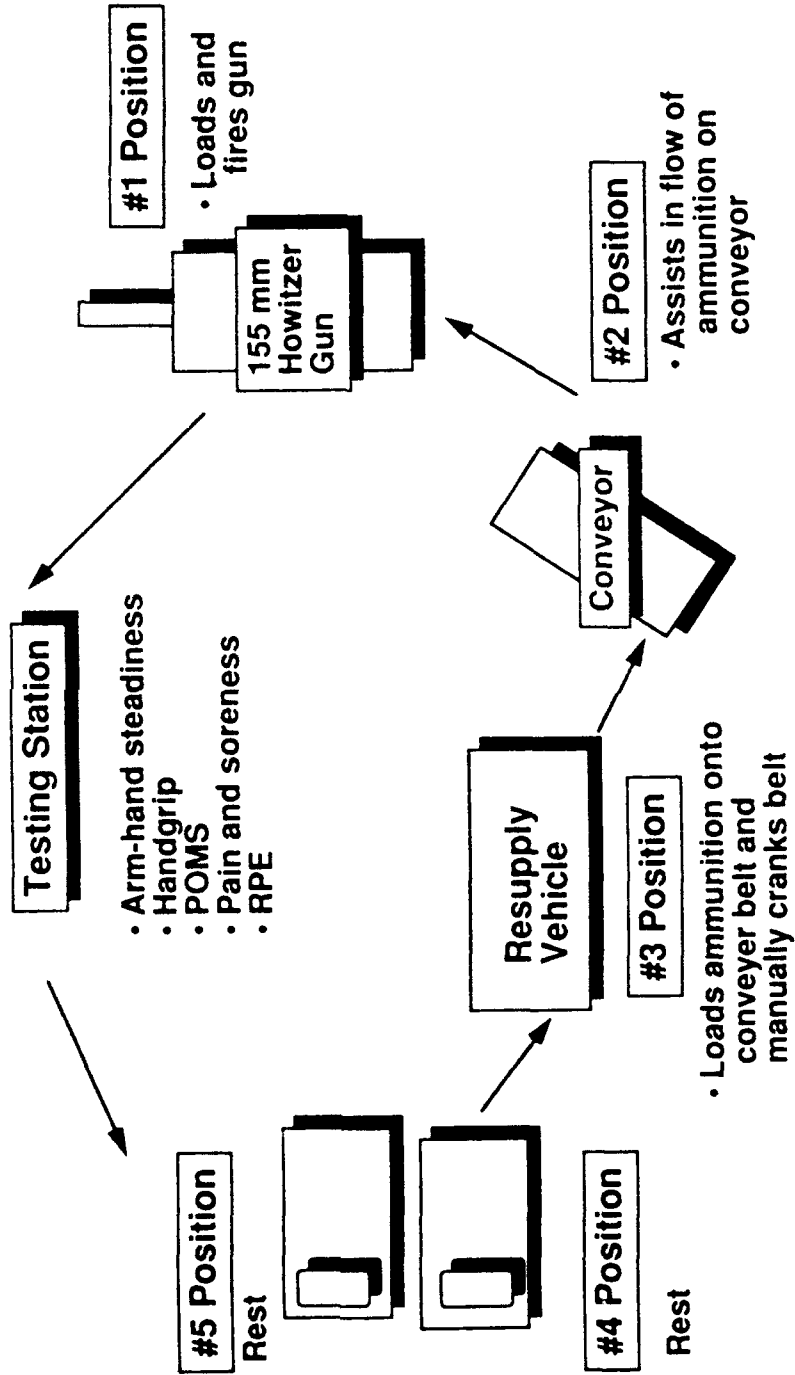 Testing Station
• Arm-hand steadiness
• Handgrip
• POMS
• Pain and soreness
• RPE
#5 Position
Rest
#4 Position
Rest
Resupply
Vehicle
#3 Position
• Loads ammunition onto
conveyer belt and
manually cranks belt
Conveyor
#2 Position
• Assists in flow of
ammunition on
conveyor
155 mm
Howitzer
Gun
#1 Position
• Loads and
fires gun